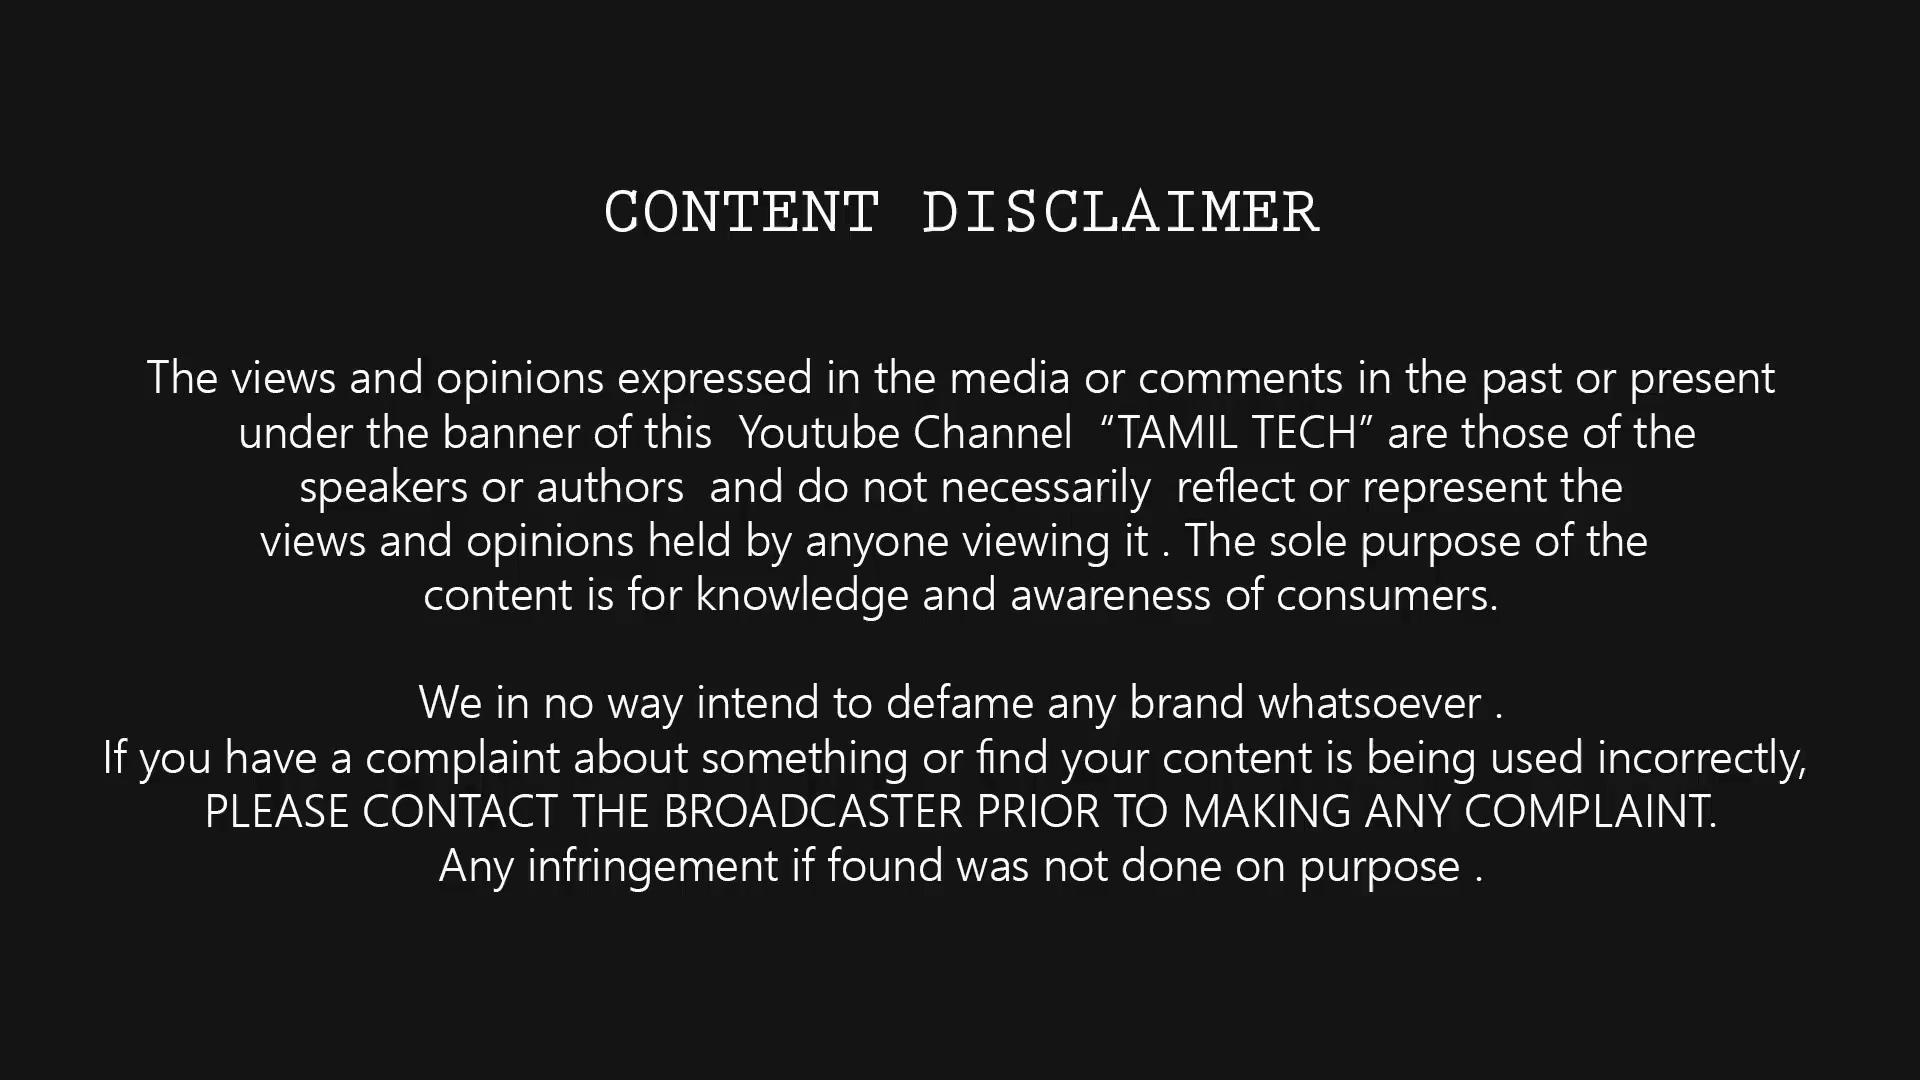 CONTENT DISCLAIMER
The views and opinions expressed in the media or comments in the past or present
under the banner of this  Youtube Channel  “TAMIL TECH” are those of the
speakers or authors  and do not necessarily  reflect or represent the
views and opinions held by anyone viewing it . The sole purpose of the
content is for knowledge and awareness of consumers.
We in no way intend to defame any brand whatsoever .
If you have a complaint about something or find your content is being used incorrectly,
PLEASE CONTACT THE BROADCASTER PRIOR TO MAKING ANY COMPLAINT.
Any infringement if found was not done on purpose .